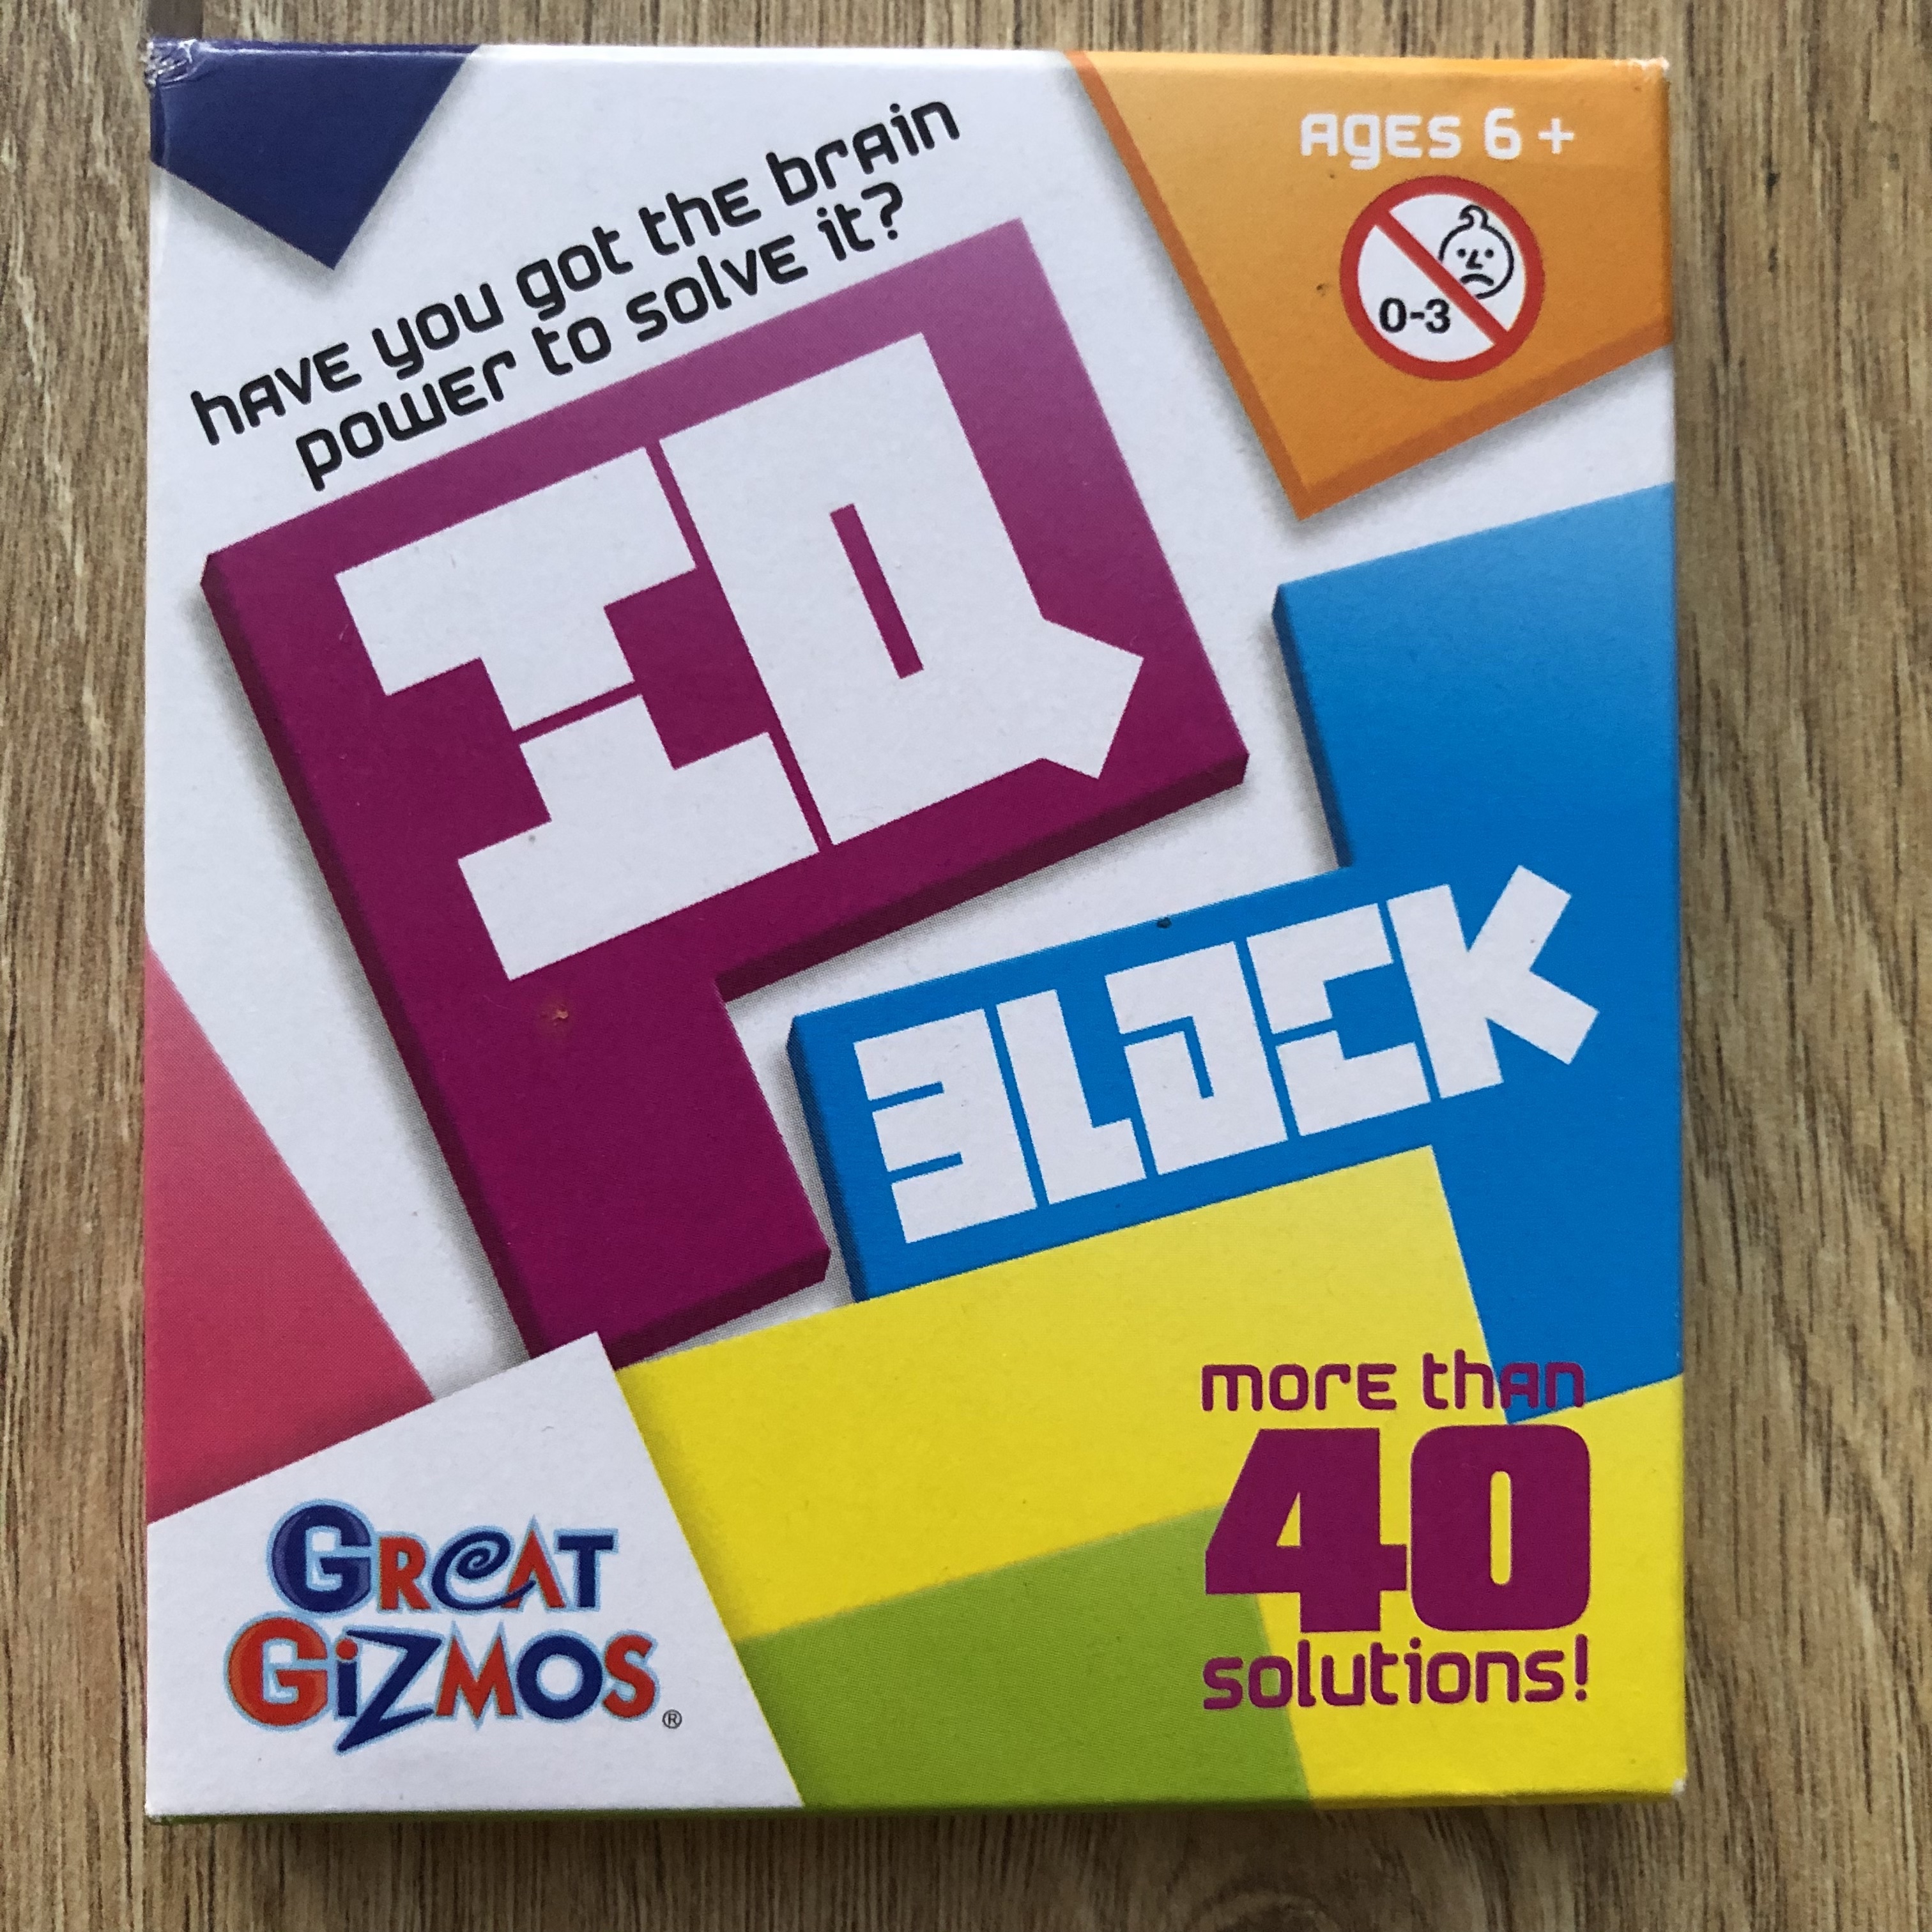 have you got the brain
power to solve it?
AGES 6 +
0-3
IQ
BLOCK
more than
40
solutions!
GREAT
GiZMOS®